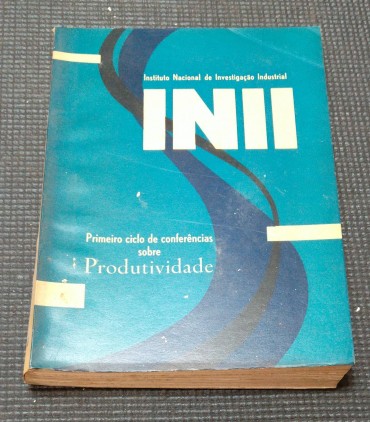 Instituto Nacional de Investigação Industrial
INII
Primeiro ciclo de conferências
sobre
Produtividade